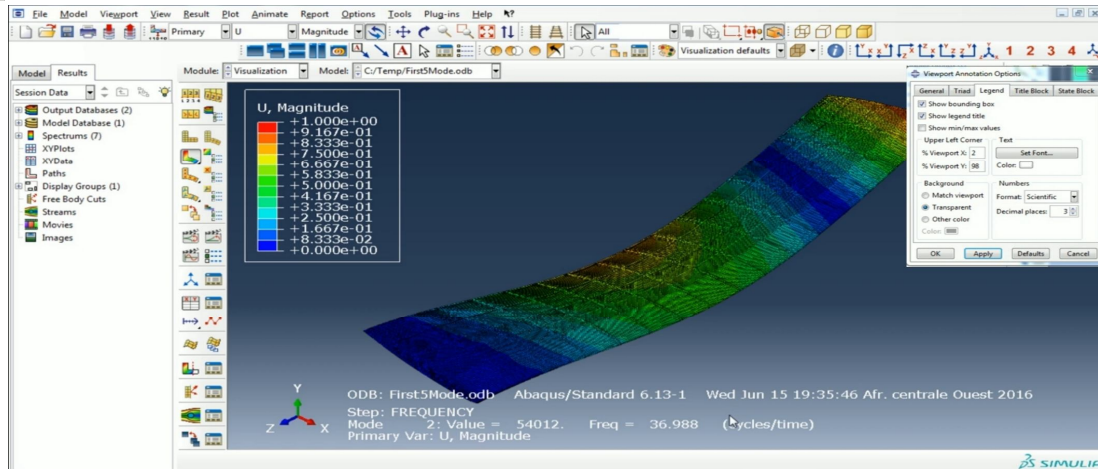 File Model Viewport View Result Plot Animate Report Options Tools Plug-ins Help
Primary U Magnitude All
Visualization defaults 1 2 3 4
Model Results Module: Visualization Model: C:/Temp/First5Mode.odb
Session Data
Output Databases (2)
Model Database (1)
Spectrums (7)
XYPlots
XYData
Paths
Display Groups (1)
Free Body Cuts
Streams
Movies
Images
U, Magnitude
+1.000e+00
+9.167e-01
+8.333e-01
+7.500e-01
+6.667e-01
+5.833e-01
+5.000e-01
+4.167e-01
+3.333e-01
+2.500e-01
+1.667e-01
+8.333e-02
+0.000e+00
Viewport Annotation Options
General Triad Legend Title Block State Block
Show bounding box
Show legend title
Show min/max values
Upper Left Corner Text
% Viewport X: 2 Set Font...
% Viewport Y: 98 Color:
Background Numbers
Match viewport Format: Scientific
Transparent Decimal places: 3
Other color
Color:
OK Apply Defaults Cancel
Y
Z X
ODB: First5Mode.odb Abaqus/Standard 6.13-1 Wed Jun 15 19:35:46 Afr. centrale Ouest 2016
Step: FREQUENCY
Mode 2: Value = 54012. Freq = 36.988 (cycles/time)
Primary Var: U, Magnitude
SIMULIA